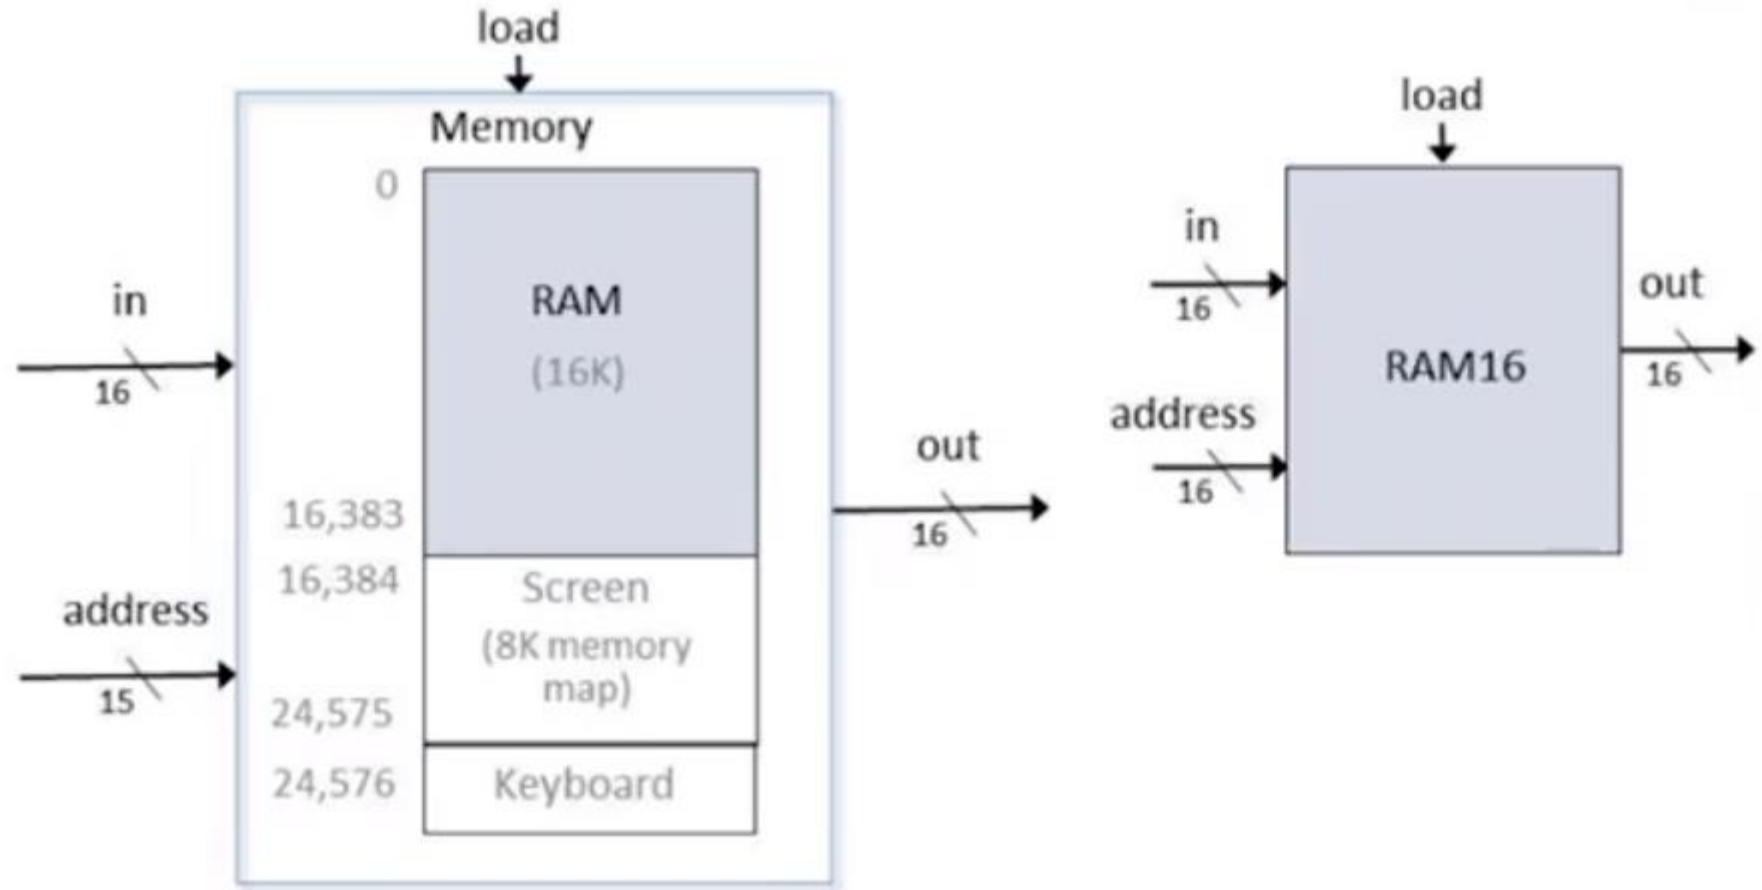 load
Memory
0
RAM
(16K)
in
16
16,383
16,384
Screen
(8K memory
map)
address
15
24,575
24,576
Keyboard
out
16
load
in
16
address
16
RAM16
out
16